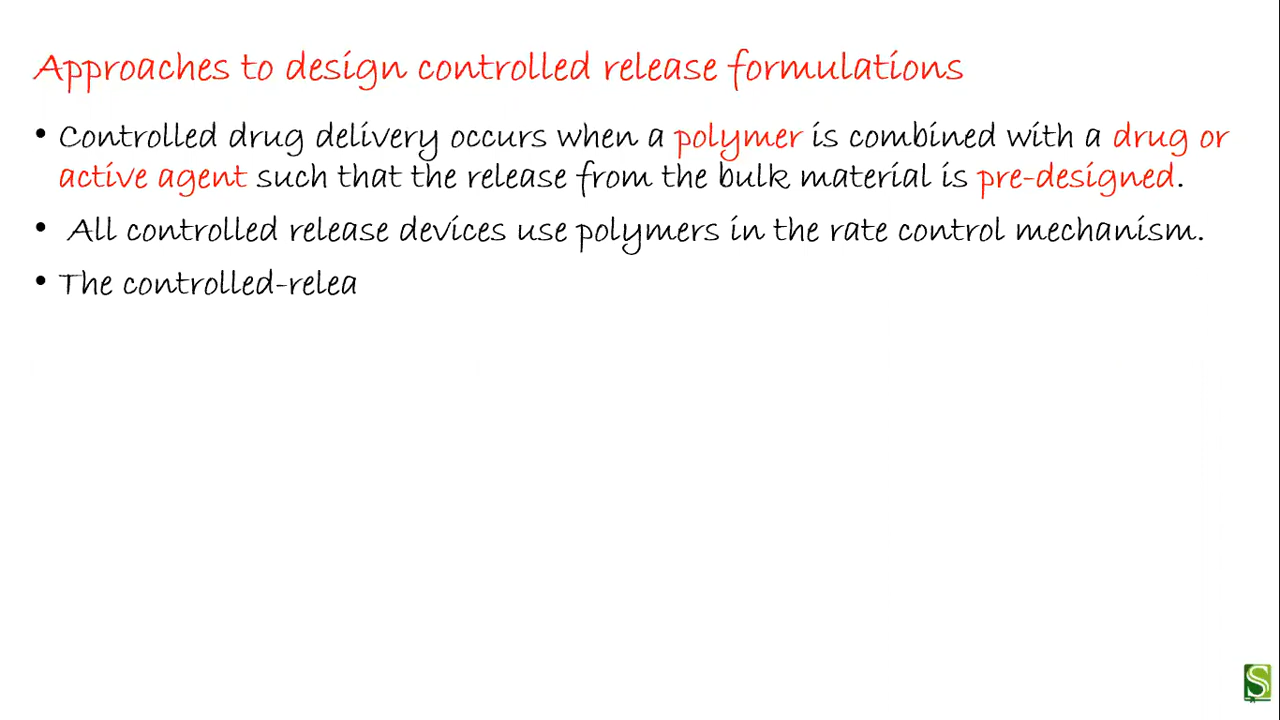 Approaches to design controlled release formulations
• Controlled drug delivery occurs when a polymer is combined with a drug or
active agent such that the release from the bulk material is pre-designed.
• All controlled release devices use polymers in the rate control mechanism.
• The controlled-relea
S